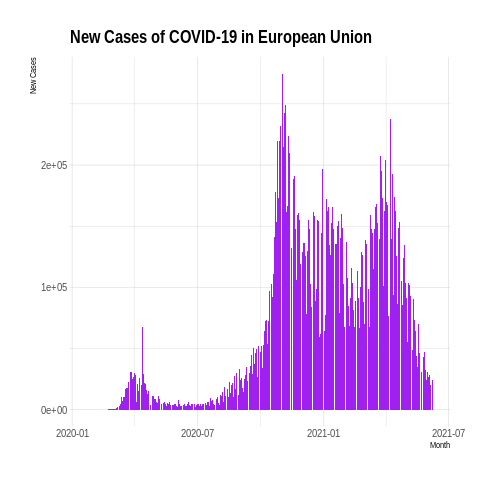 New Cases of COVID-19 in European Union
New Cases
2e+05
1e+05
0e+00
2020-01 2020-07 2021-01 2021-07
Month